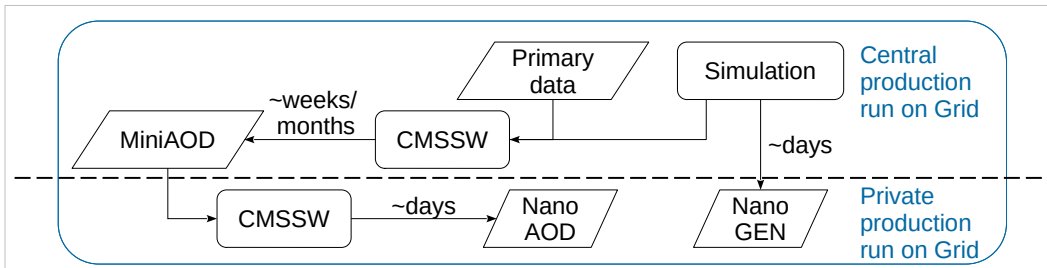 Primary
data
Simulation
Central
production
run on Grid
~weeks/
months
MiniAOD
CMSSW
~days
CMSSW
~days
Nano
AOD
Nano
GEN
Private
production
run on Grid